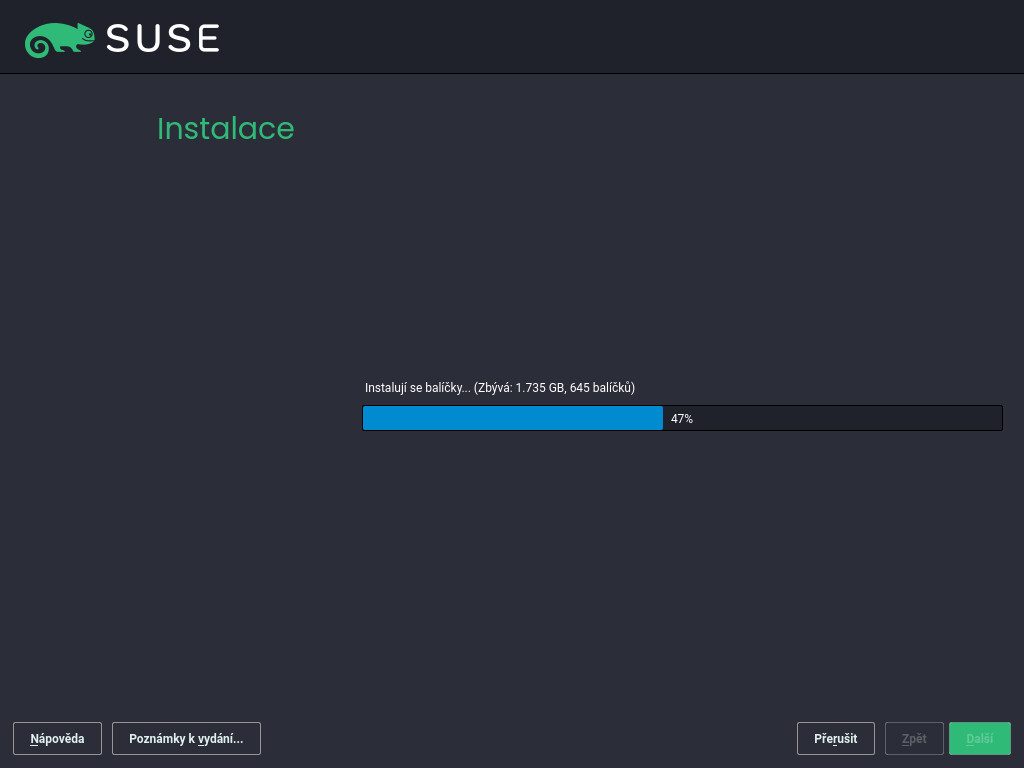 SUSE
Instalace
Instalují se balíčky... (Zbývá: 1.735 GB, 645 balíčků)
47%
Nápověda
Poznámky k vydání...
Přerušit
Zpět
Další